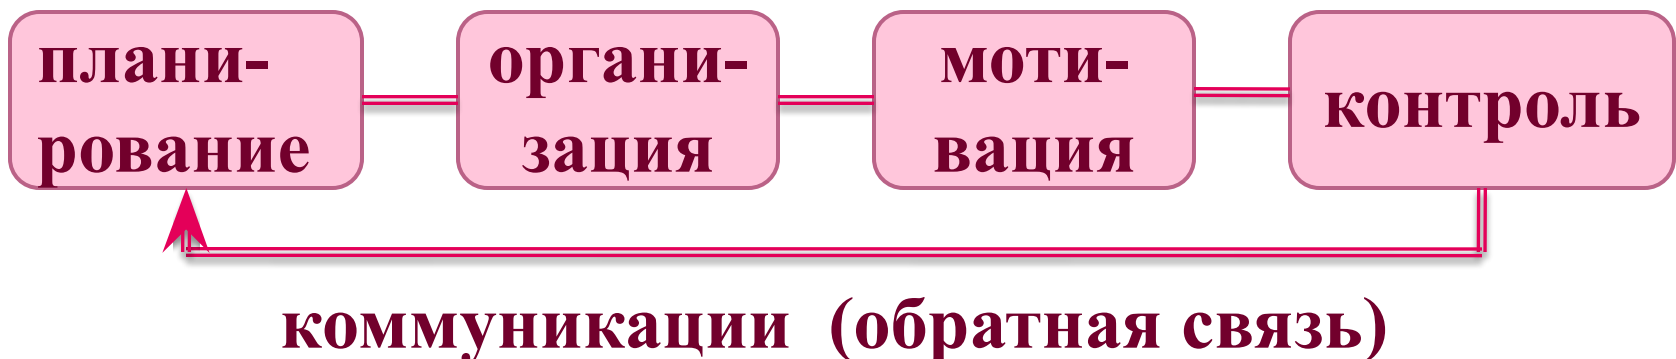 плани-
рование
органи-
зация
моти-
вация
контроль
коммуникации (обратная связь)